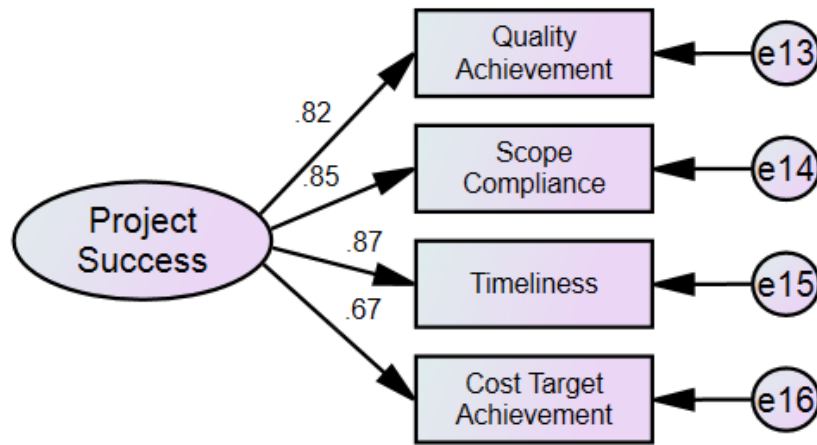 Quality
Achievement
e13
.82
Scope
Compliance
e14
.85
Project
Success
.87
Timeliness
e15
.67
Cost Target
Achievement
e16